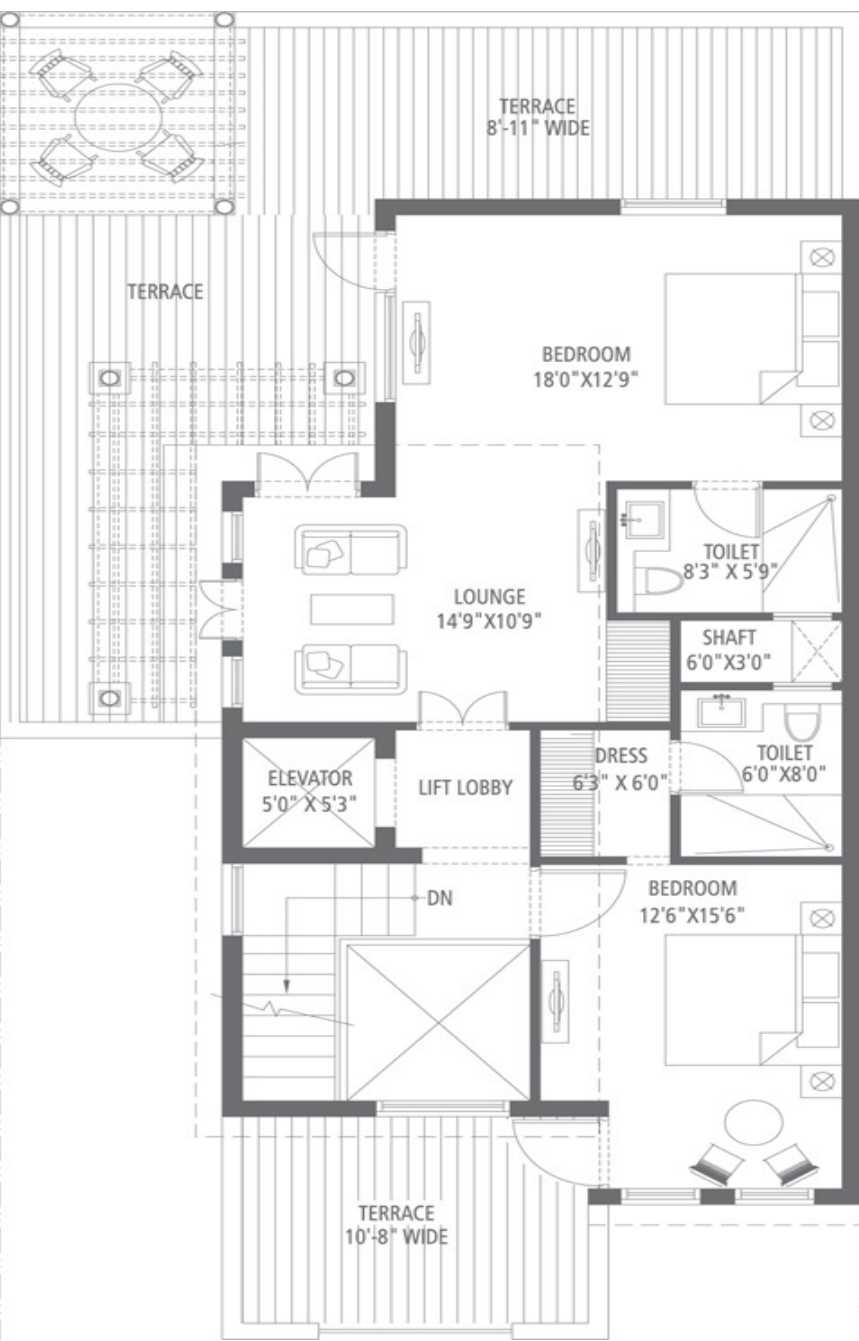 TERRACE
8'-11" WIDE
TERRACE
BEDROOM
18'0"X12'9"
TOILET
8'3" X 5'9"
LOUNGE
14'9"X10'9"
SHAFT
6'0"X3'0"
ELEVATOR
5'0" X 5'3"
LIFT LOBBY
DRESS
6'3" X 6'0"
TOILET
6'0"X8'0"
DN
BEDROOM
12'6"X15'6"
TERRACE
10'-8" WIDE